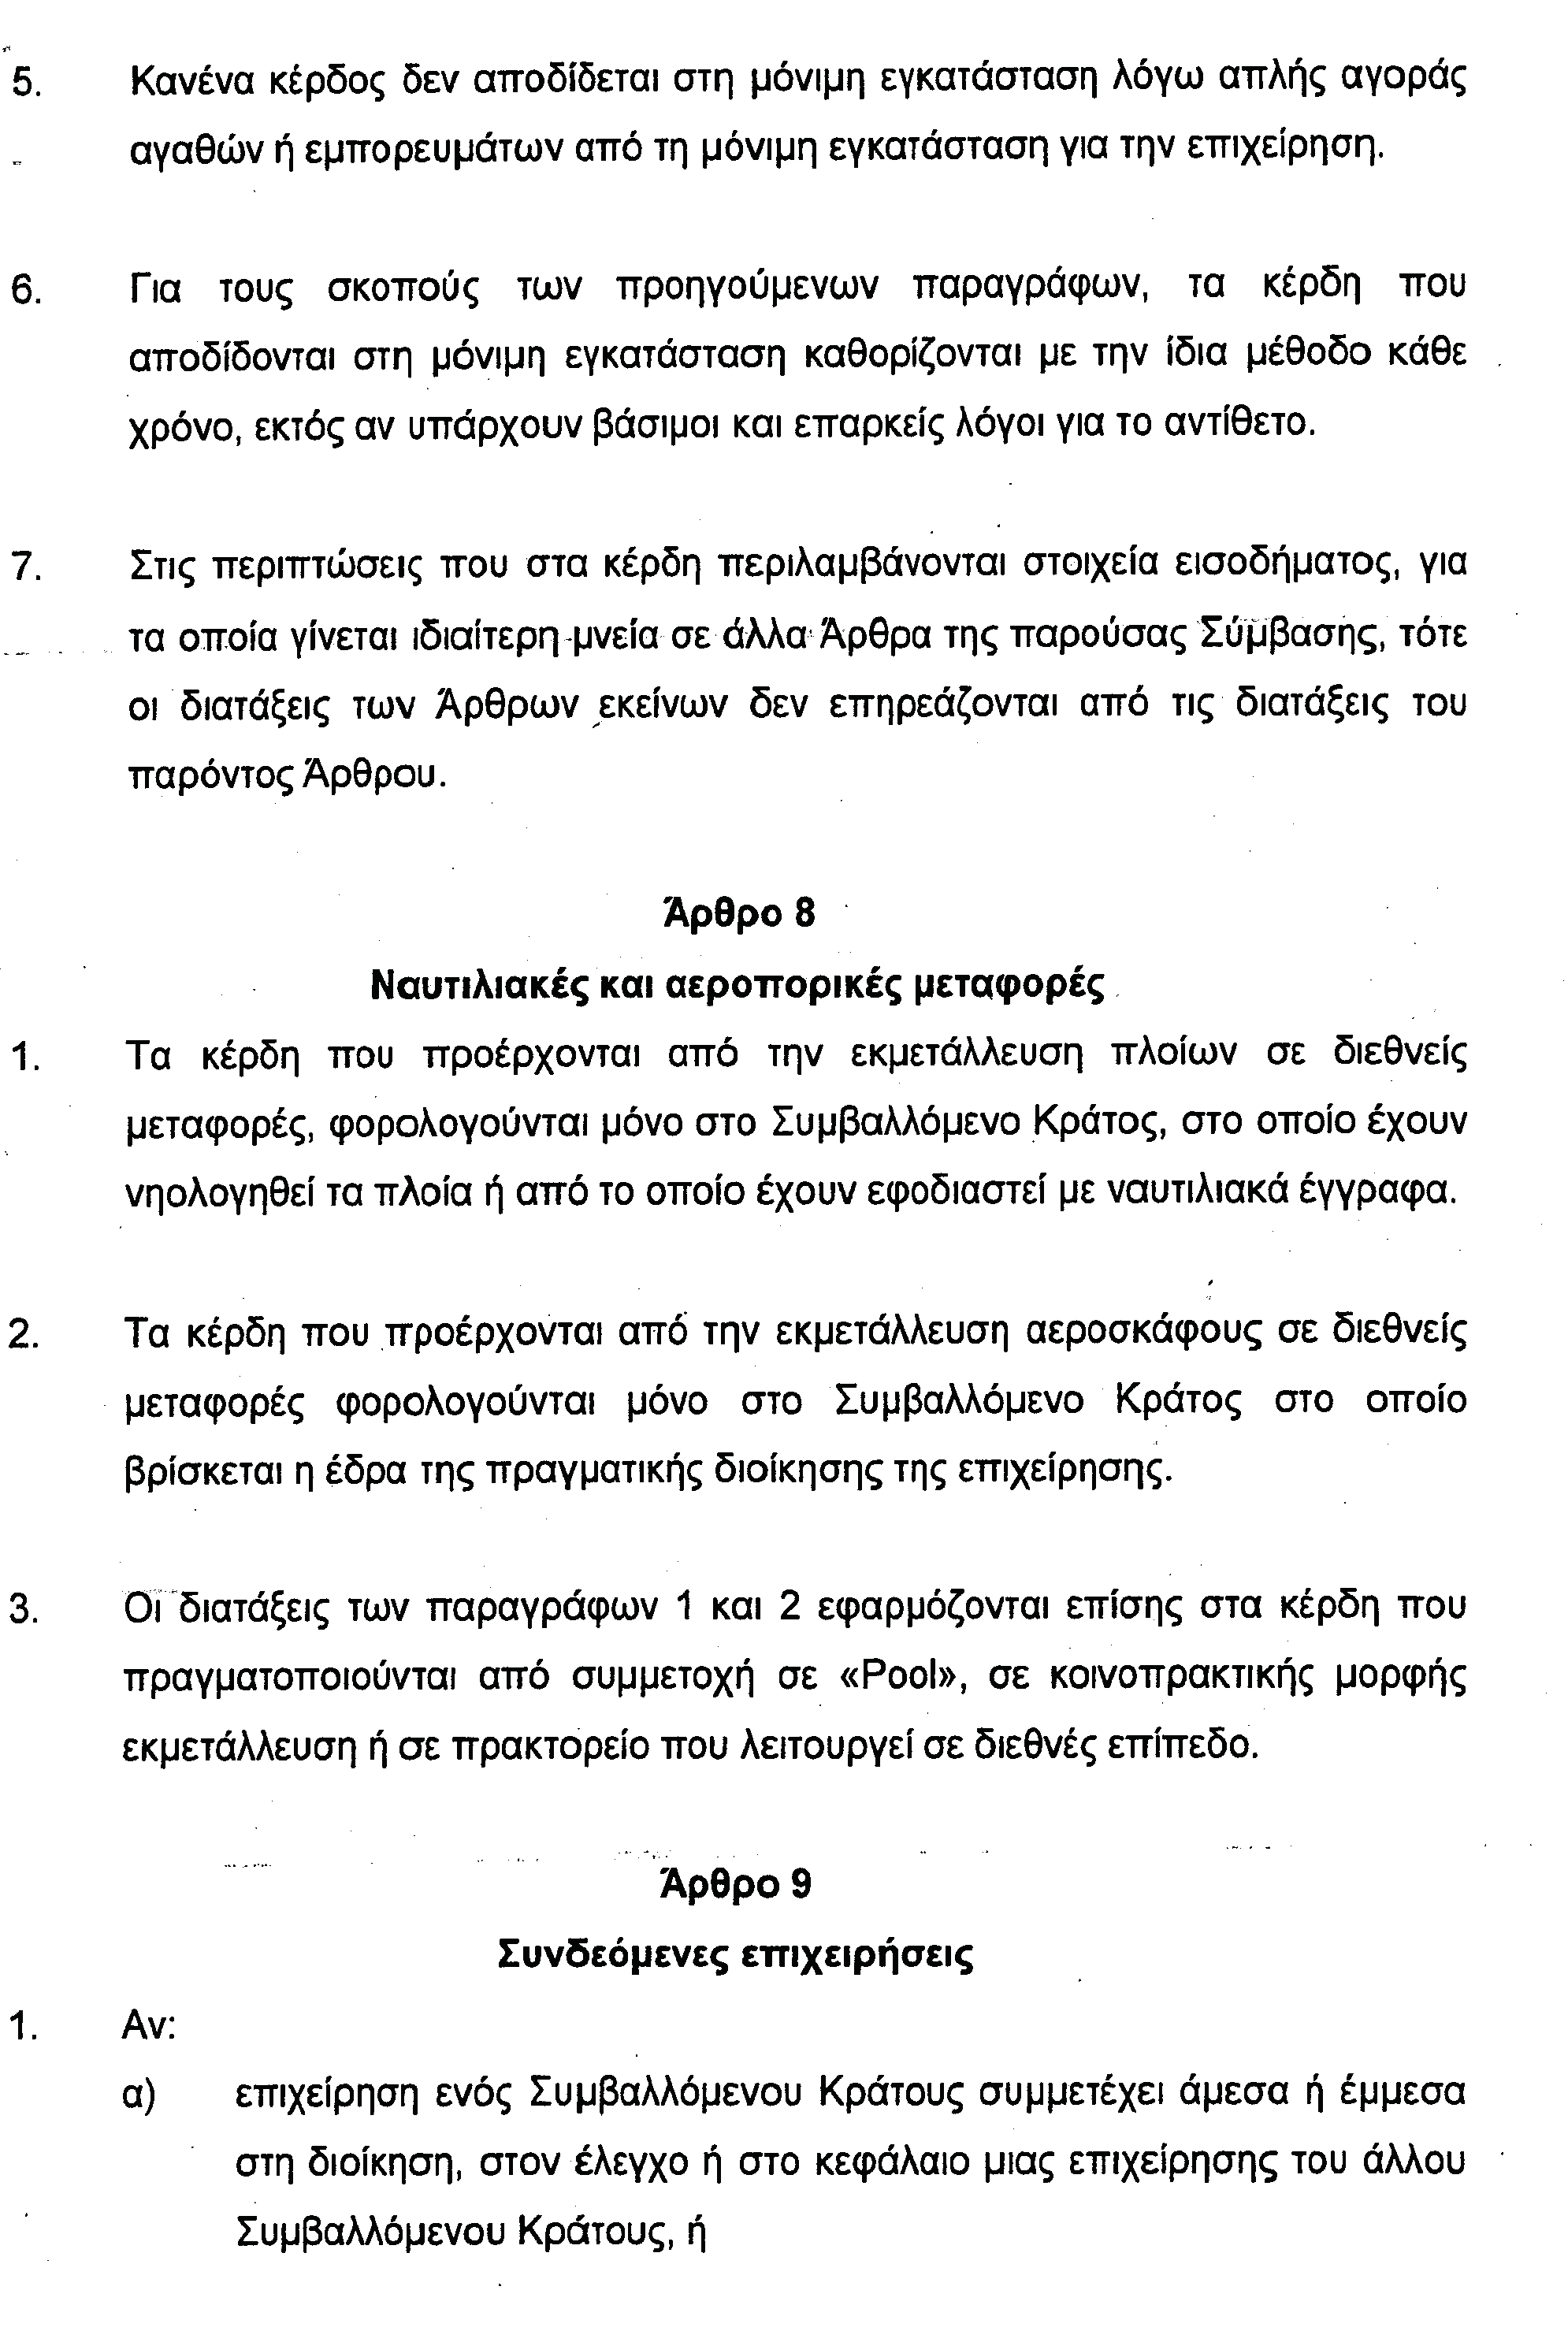 5. Κανένα κέρδος δεν αποδίδεται στη μόνιμη εγκατάσταση λόγω απλής αγοράς
αγαθών ή εμπορευμάτων από τη μόνιμη εγκατάσταση για την επιχείρηση.
6. Για τους σκοπούς των προηγούμενων παραγράφων, τα κέρδη που
αποδίδονται στη μόνιμη εγκατάσταση καθορίζονται με την ίδια μέθοδο κάθε
χρόνο, εκτός αν υπάρχουν βάσιμοι και επαρκείς λόγοι για το αντίθετο.
7. Στις περιπτώσεις που στα κέρδη περιλαμβάνονται στοιχεία εισοδήματος, για
τα οποία γίνεται ιδιαίτερη μνεία σε άλλα Άρθρα της παρούσας Σύμβασης, τότε
οι διατάξεις των Άρθρων εκείνων δεν επηρεάζονται από τις διατάξεις του
παρόντος Άρθρου.
Άρθρο 8
Ναυτιλιακές και αεροπορικές μεταφορές
1. Τα κέρδη που προέρχονται από την εκμετάλλευση πλοίων σε διεθνείς
μεταφορές, φορολογούνται μόνο στο Συμβαλλόμενο Κράτος, στο οποίο έχουν
νηολογηθεί τα πλοία ή από το οποίο έχουν εφοδιαστεί με ναυτιλιακά έγγραφα.
2. Τα κέρδη που προέρχονται από την εκμετάλλευση αεροσκάφους σε διεθνείς
μεταφορές φορολογούνται μόνο στο Συμβαλλόμενο Κράτος στο οποίο
βρίσκεται η έδρα της πραγματικής διοίκησης της επιχείρησης.
3. Οι διατάξεις των παραγράφων 1 και 2 εφαρμόζονται επίσης στα κέρδη που
πραγματοποιούνται από συμμετοχή σε «Pool», σε κοινοπρακτικής μορφής
εκμετάλλευση ή σε πρακτορείο που λειτουργεί σε διεθνές επίπεδο.
Άρθρο 9
Συνδεόμενες επιχειρήσεις
1. Αν:
α) επιχείρηση ενός Συμβαλλόμενου Κράτους συμμετέχει άμεσα ή έμμεσα
στη διοίκηση, στον έλεγχο ή στο κεφάλαιο μιας επιχείρησης του άλλου
Συμβαλλόμενου Κράτους, ή